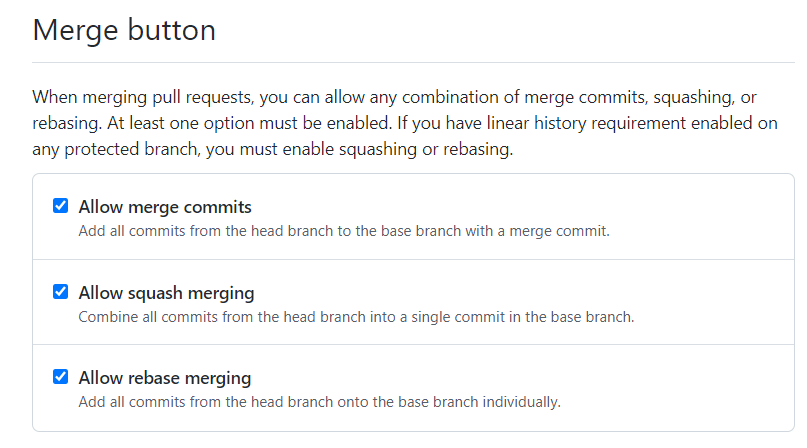 Merge button
When merging pull requests, you can allow any combination of merge commits, squashing, or
rebasing. At least one option must be enabled. If you have linear history requirement enabled on
any protected branch, you must enable squashing or rebasing.
Allow merge commits
Add all commits from the head branch to the base branch with a merge commit.
Allow squash merging
Combine all commits from the head branch into a single commit in the base branch.
Allow rebase merging
Add all commits from the head branch onto the base branch individually.